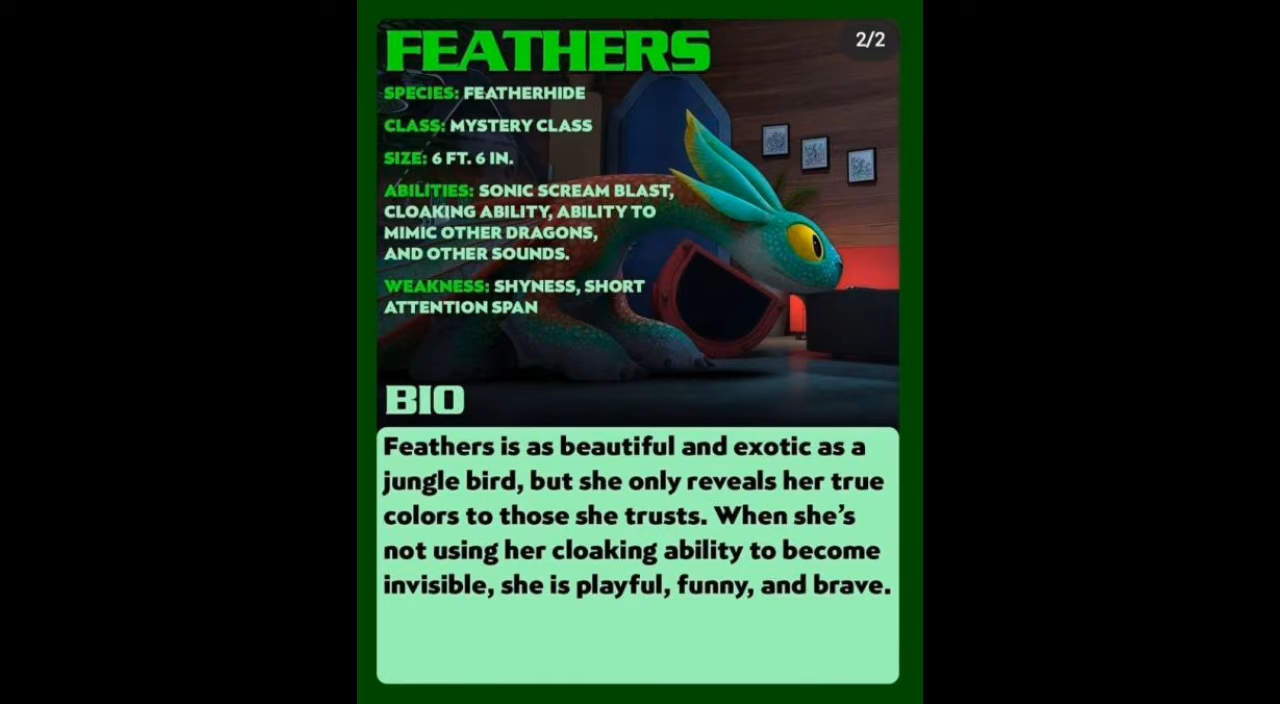 FEATHERS
2/2
SPECIES: FEATHERHIDE
CLASS: MYSTERY CLASS
SIZE: 6 FT. 6 IN.
ABILITIES: SONIC SCREAM BLAST,
CLOAKING ABILITY, ABILITY TO
MIMIC OTHER DRAGONS,
AND OTHER SOUNDS.
WEAKNESS: SHYNESS, SHORT
ATTENTION SPAN
BIO
Feathers is as beautiful and exotic as a
jungle bird, but she only reveals her true
colors to those she trusts. When she’s
not using her cloaking ability to become
invisible, she is playful, funny, and brave.